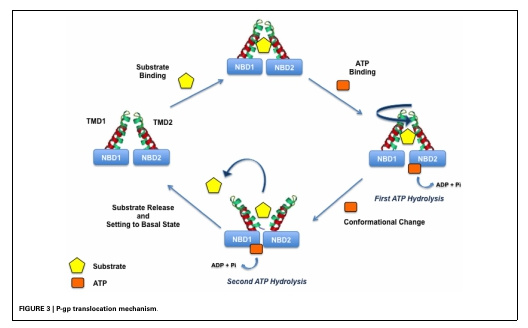 NBD1 NBD2
Substrate
Binding
ATP
Binding
TMD1 TMD2
NBD1 NBD2
NBD1 NBD2
ADP + Pi
First ATP Hydrolysis
Substrate Release
and
Setting to Basal State
Conformational Change
NBD1 NBD2
ADP + Pi
Second ATP Hydrolysis
Substrate
ATP
FIGURE 3 | P-gp translocation mechanism.